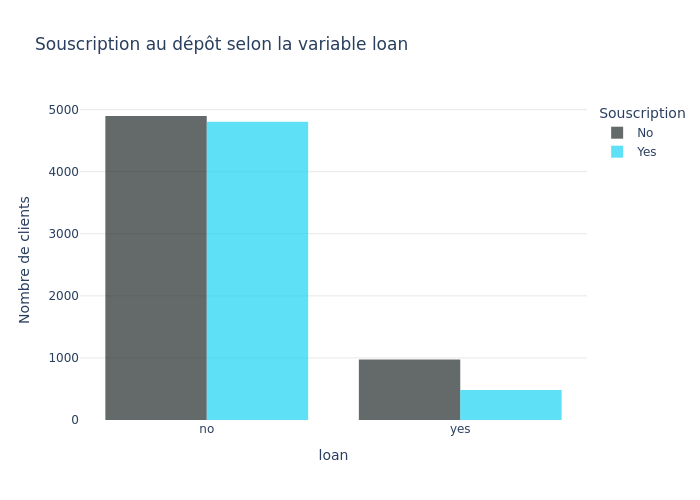 Souscription au dépôt selon la variable loan
Souscription
No
Yes
Nombre de clients
5000
4000
3000
2000
1000
0
no
yes
loan